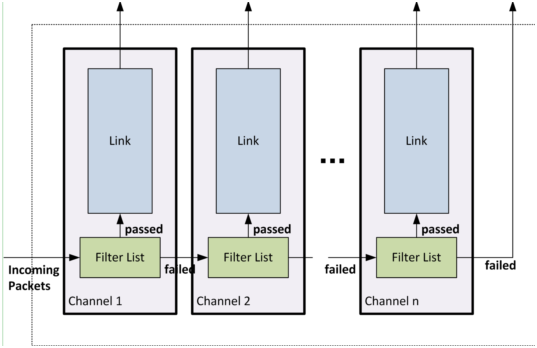 Link
Link
Link
...
passed
passed
passed
Filter List
Filter List
Filter List
Incoming
Packets
failed
failed
failed
Channel 1
Channel 2
Channel n